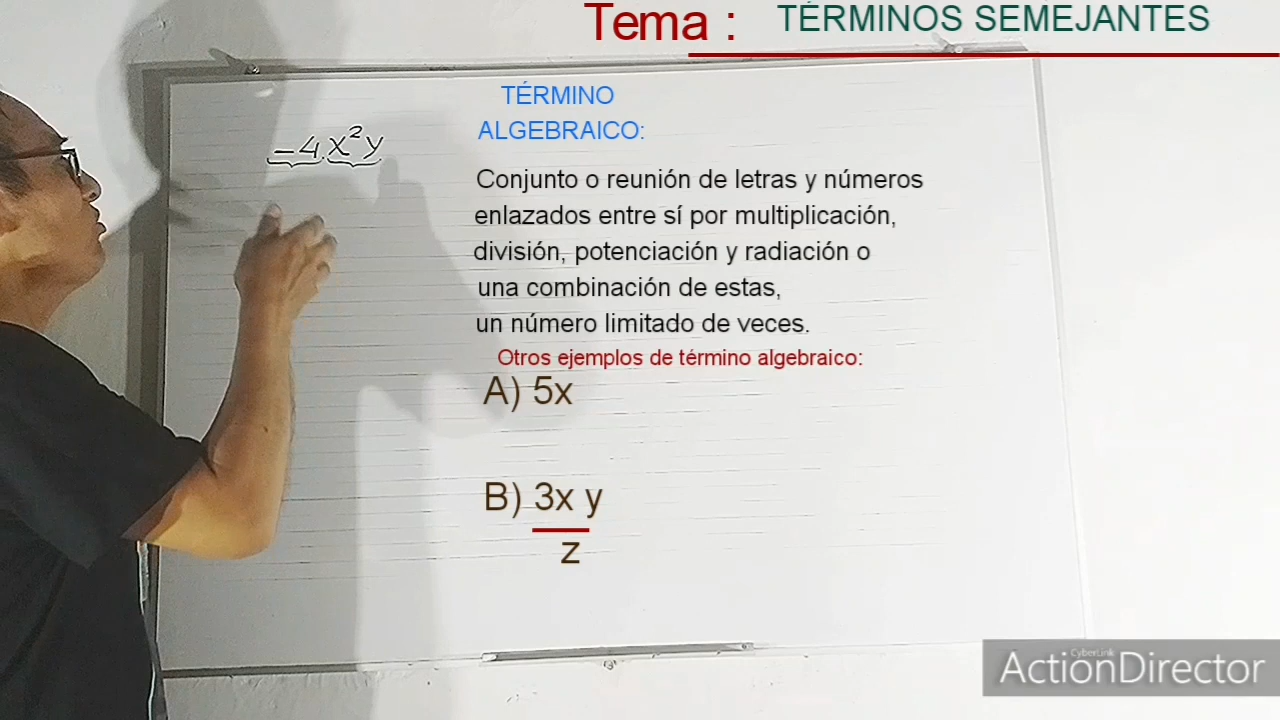 Tema : TÉRMINOS SEMEJANTES
-4x²y
TÉRMINO
ALGEBRAICO:
Conjunto o reunión de letras y números
enlazados entre sí por multiplicación,
división, potenciación y radiación o
una combinación de estas,
un número limitado de veces.
Otros ejemplos de término algebraico:
A) 5x
B) 3x y
z
CyberLink
ActionDirector